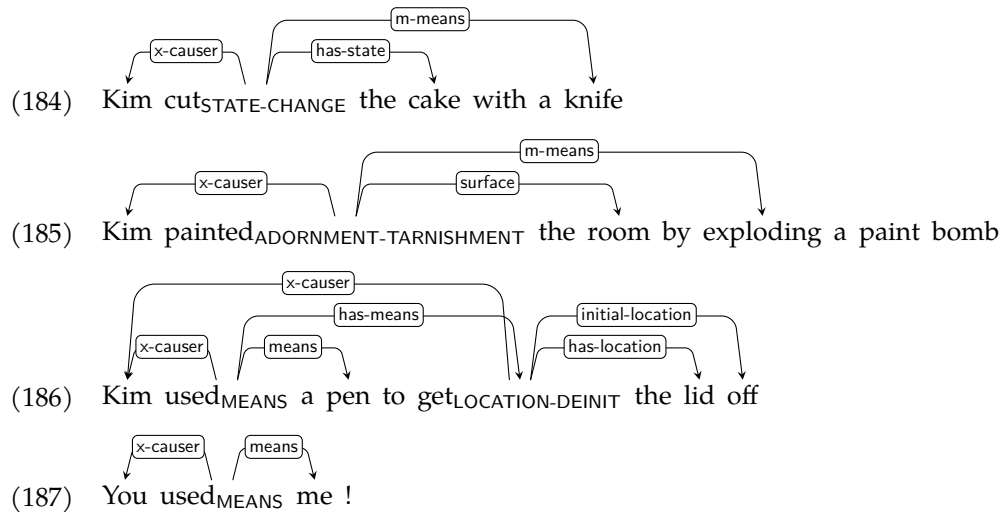 m-means
x-causer has-state
(184) Kim cutSTATE-CHANGE the cake with a knife
m-means
x-causer surface
(185) Kim paintedADORNMENT-TARNISHMENT the room by exploding a paint bomb
x-causer
has-means initial-location
x-causer means has-location
(186) Kim usedMEANS a pen to getLOCATION-DEINIT the lid off
x-causer means
(187) You usedMEANS me !